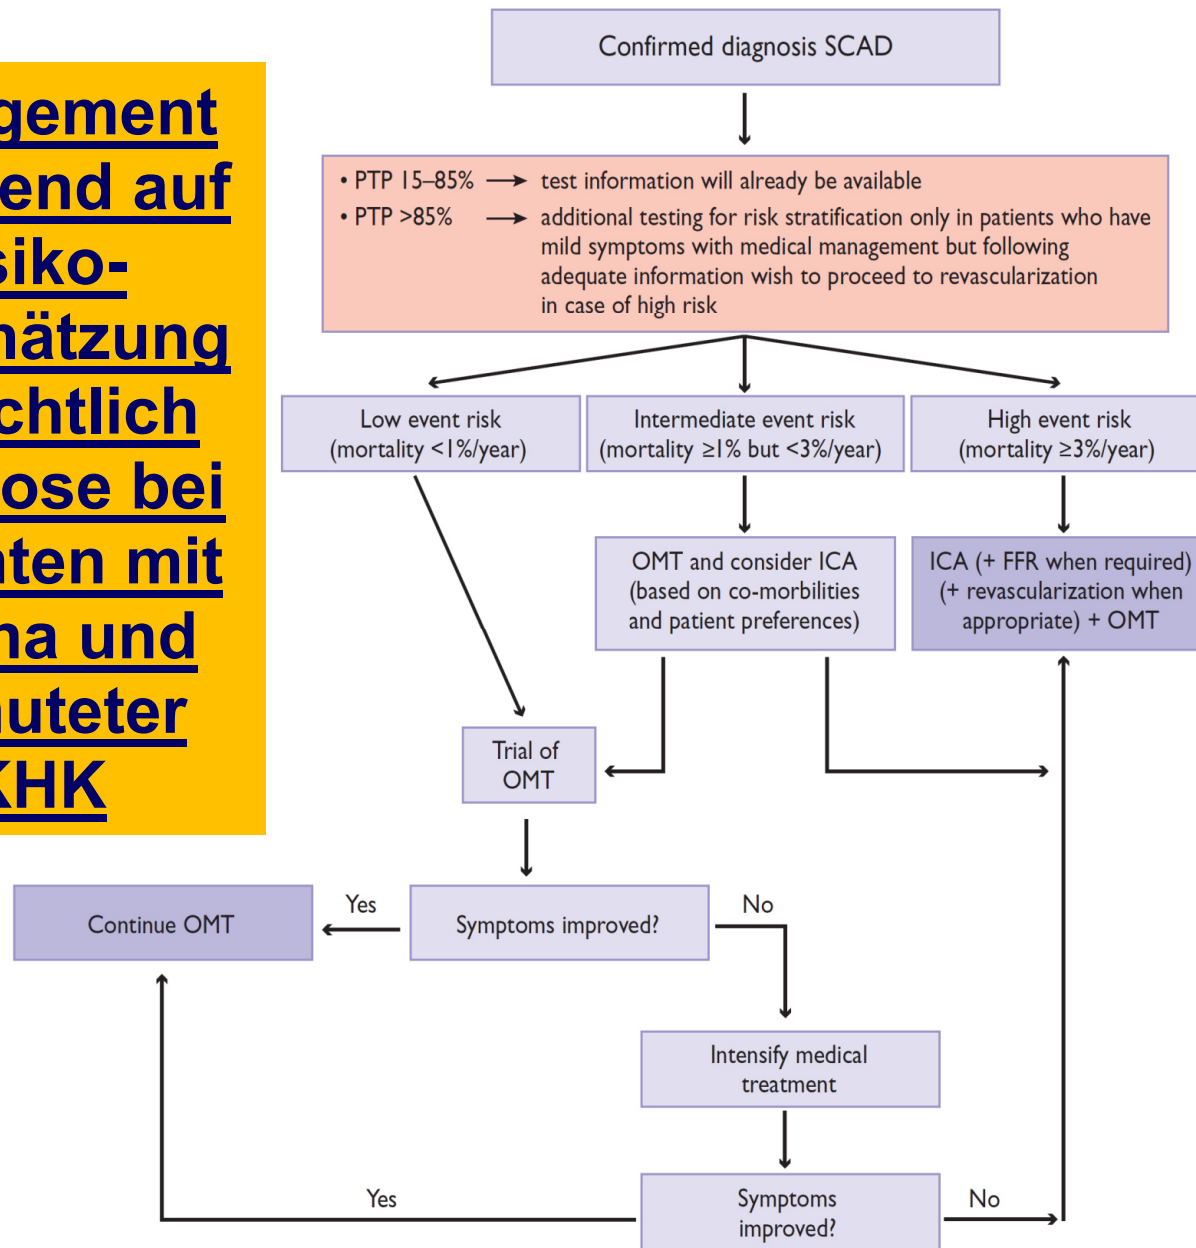 gement
end auf
siko-
hätzung
chtlich
ose bei
ten mit
na und
uteter
KHK
Confirmed diagnosis SCAD
• PTP 15–85% → test information will already be available
• PTP >85% → additional testing for risk stratification only in patients who have
mild symptoms with medical management but following
adequate information wish to proceed to revascularization
in case of high risk
Low event risk
(mortality <1%/year)
Intermediate event risk
(mortality ≥1% but <3%/year)
High event risk
(mortality ≥3%/year)
OMT and consider ICA
(based on co-morbilities
and patient preferences)
ICA (+ FFR when required)
(+ revascularization when
appropriate) + OMT
Trial of
OMT
Continue OMT
Yes
Symptoms improved?
No
Intensify medical
treatment
Yes
Symptoms
improved?
No